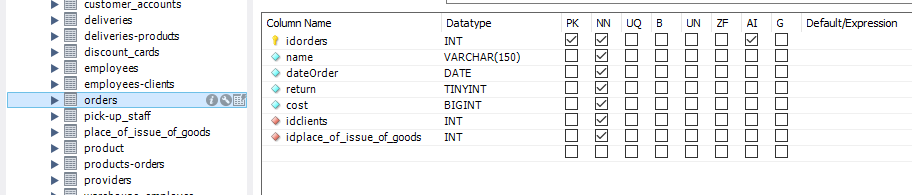 customer_accounts
deliveries
deliveries-products
discount_cards
employees
employees-clients
orders
pick-up_staff
place_of_issue_of_goods
product
products-orders
providers
Column Name Datatype PK NN UQ B UN ZF AI G Default/Expression
idorders INT
name VARCHAR(150)
dateOrder DATE
return TINYINT
cost BIGINT
idclients INT
idplace_of_issue_of_goods INT